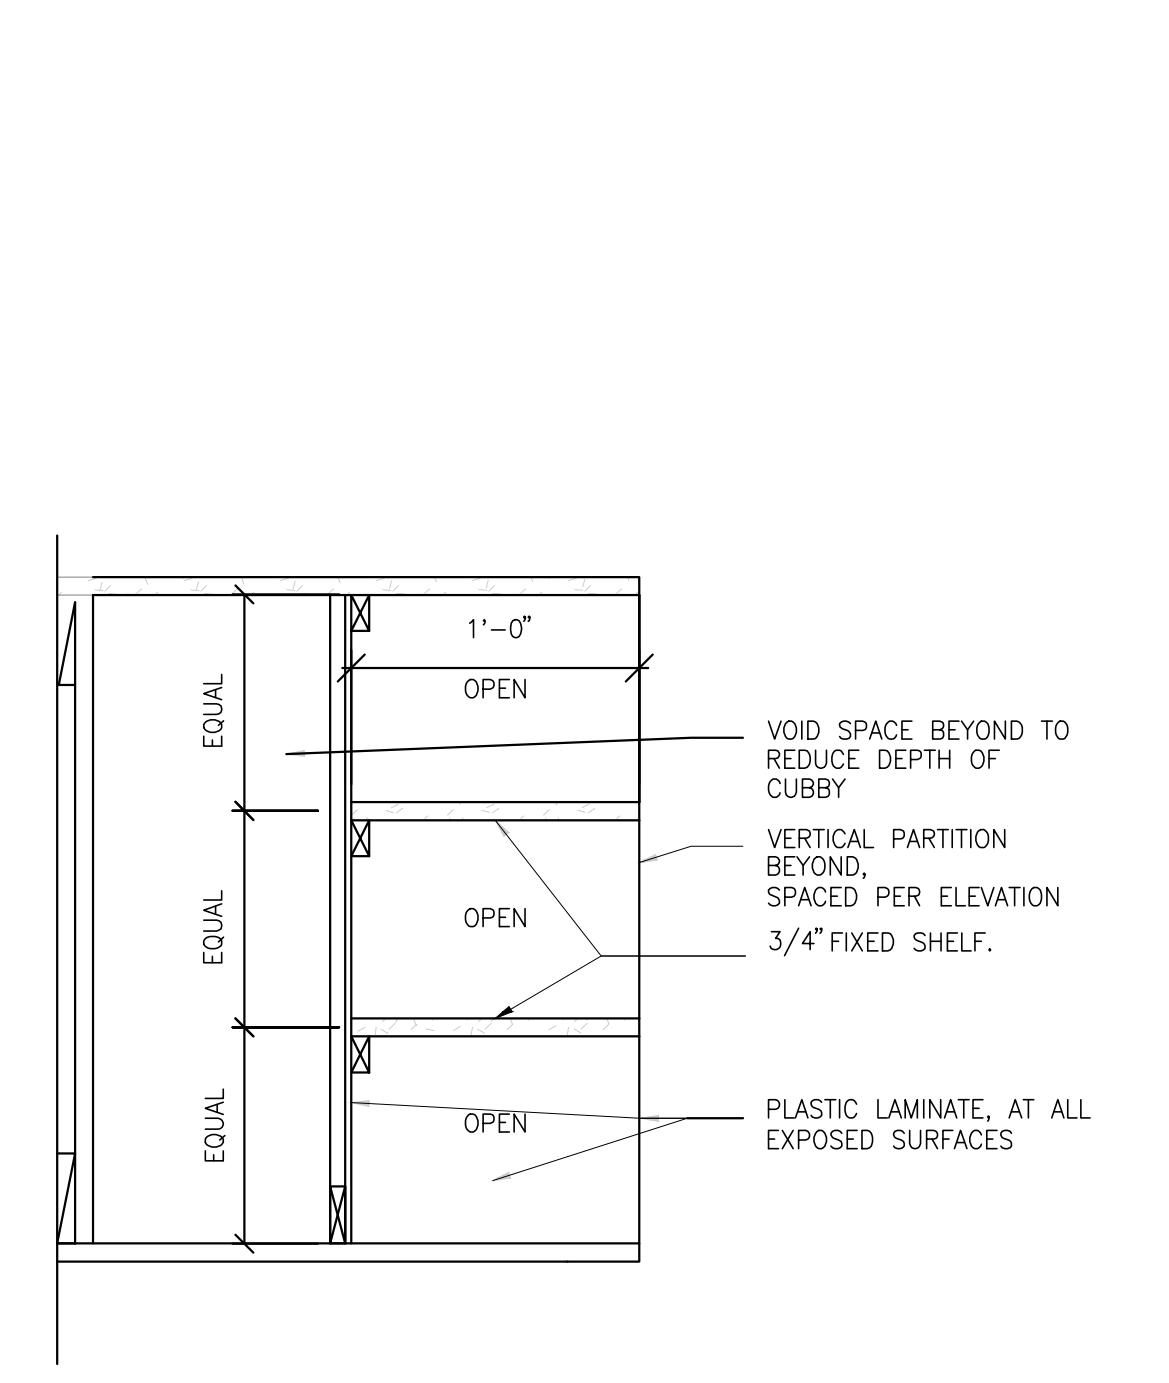 1'-0"
OPEN
EQUAL
VOID SPACE BEYOND TO
REDUCE DEPTH OF
CUBBY
VERTICAL PARTITION
BEYOND,
SPACED PER ELEVATION
OPEN
EQUAL
3/4" FIXED SHELF.
OPEN
EQUAL
PLASTIC LAMINATE, AT ALL
EXPOSED SURFACES